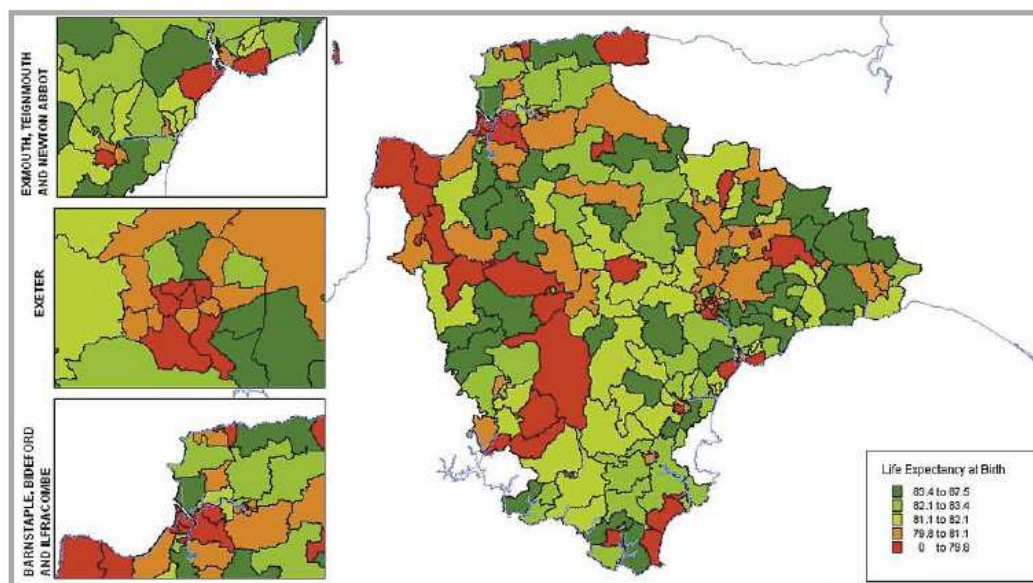 EXMOUTH, TEIGNMOUTH
AND NEWTON ABBOT
EXETER
BARNSTAPLE, BIDEFORD
AND ILFRACOMBE
Life Expectancy at Birth
83.4 to 87.5
82.1 to 83.4
81.1 to 82.1
79.8 to 81.1
0 to 79.8